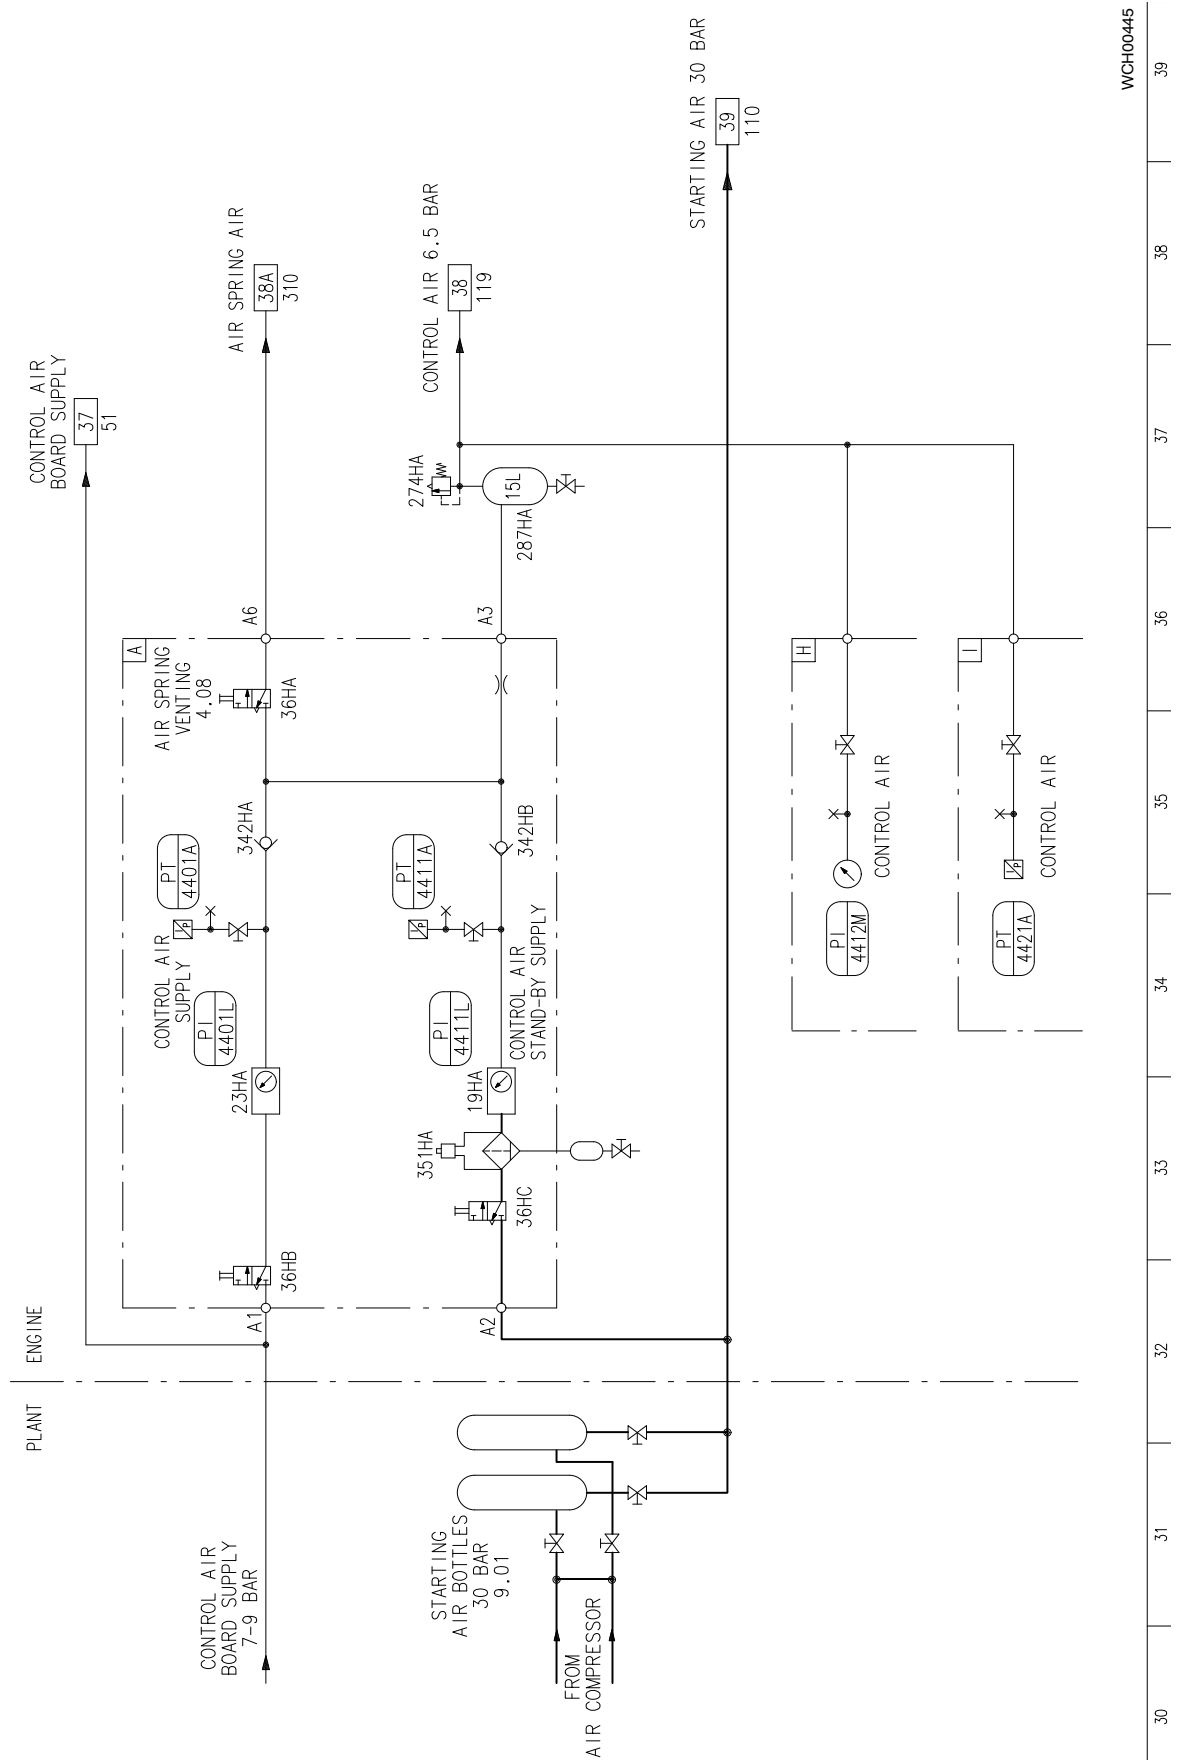 PLANT
ENGINE
CONTROL AIR
BOARD SUPPLY
7-9 BAR
CONTROL AIR
BOARD SUPPLY
37
51
A1
36HB
23HA
PI
4401L
CONTROL AIR
SUPPLY
PT
4401A
I/P
342HA
AIR SPRING
VENTING
4.08
A
36HA
A6
AIR SPRING AIR
38A
310
STARTING
AIR BOTTLES
30 BAR
9.01
FROM
AIR COMPRESSOR
A2
36HC
351HA
19HA
PI
4411L
CONTROL AIR
STAND-BY SUPPLY
PT
4411A
I/P
342HB
A3
287HA
15L
274HA
CONTROL AIR 6.5 BAR
38
119
STARTING AIR 30 BAR
39
110
H
PI
4412M
CONTROL AIR
I
PT
4421A
I/P
CONTROL AIR
WCH00445
30
31
32
33
34
35
36
37
38
39